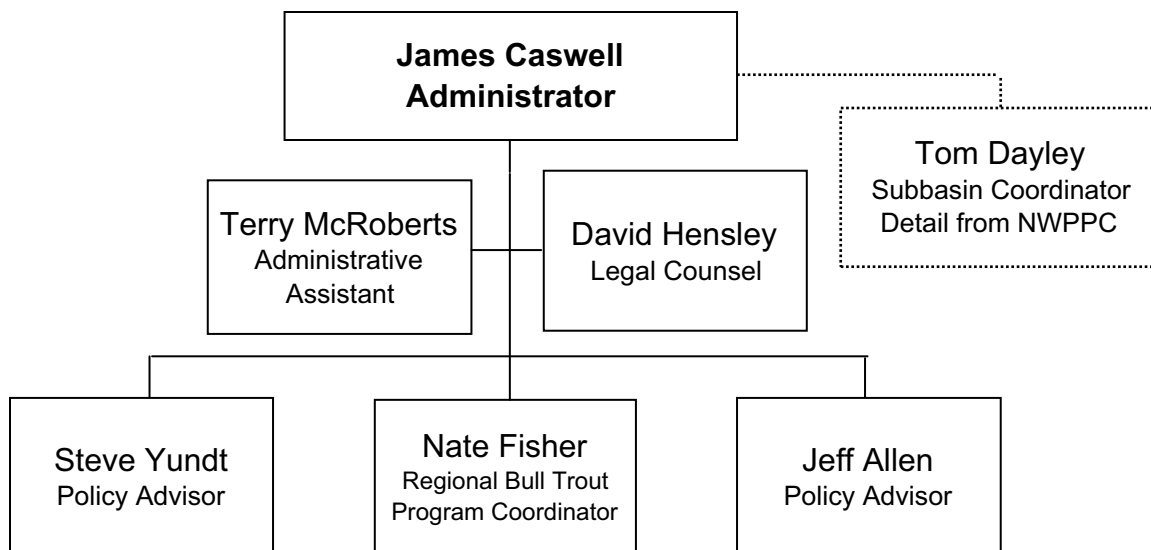 James Caswell
Administrator
Tom Dayley
Subbasin Coordinator
Detail from NWPPC
Terry McRoberts
Administrative
Assistant
David Hensley
Legal Counsel
Steve Yundt
Policy Advisor
Nate Fisher
Regional Bull Trout
Program Coordinator
Jeff Allen
Policy Advisor